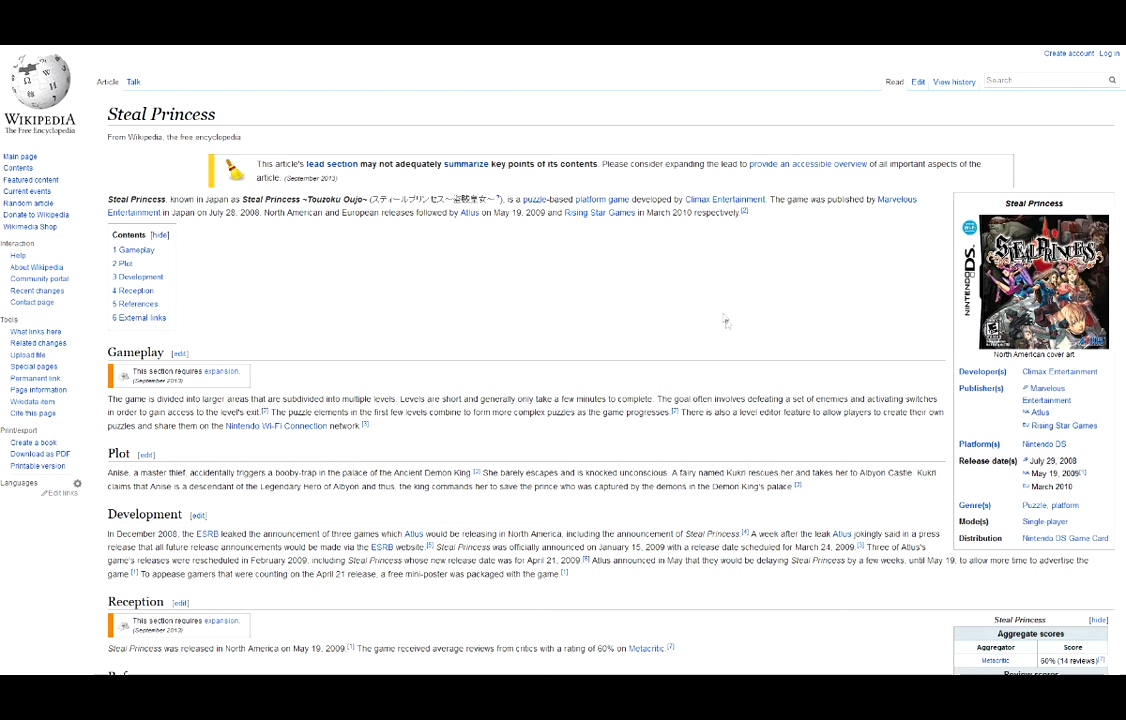 Create account Log in
Article Talk Read Edit View history Search
WIKIPEDIA
The Free Encyclopedia
Steal Princess
From Wikipedia, the free encyclopedia
Main page
Contents
Featured content
Current events
Random article
Donate to Wikipedia
Wikimedia Shop
Interaction
Help
About Wikipedia
Community portal
Recent changes
Contact page
Tools
What links here
Related changes
Upload file
Special pages
Permanent link
Page information
Wikidata item
Cite this page
Print/export
Create a book
Download as PDF
Printable version
Languages
Edit links
This article's lead section may not adequately summarize key points of its contents. Please consider expanding the lead to provide an accessible overview of all important aspects of the
article. (September 2013)
Steal Princess, known in Japan as Steal Princess ~Touzoku Oujo~ (スティールプリンセス～盗賊皇女～?), is a puzzle-based platform game developed by Climax Entertainment. The game was published by Marvelous
Entertainment in Japan on July 28, 2008. North American and European releases followed by Atlus on May 19, 2009 and Rising Star Games in March 2010 respectively.[2]
Contents [hide]
1 Gameplay
2 Plot
3 Development
4 Reception
5 References
6 External links
Gameplay [edit]
This section requires expansion.
(September 2013)
The game is divided into larger areas that are subdivided into multiple levels. Levels are short and generally only take a few minutes to complete. The goal often involves defeating a set of enemies and activating switches
in order to gain access to the level's exit.[2] The puzzle elements in the first few levels combine to form more complex puzzles as the game progresses.[2] There is also a level editor feature to allow players to create their own
puzzles and share them on the Nintendo Wi-Fi Connection network.[3]
Plot [edit]
Anise, a master thief, accidentally triggers a booby-trap in the palace of the Ancient Demon King.[2] She barely escapes and is knocked unconscious. A fairy named Kukri rescues her and takes her to Albyon Castle. Kukri
claims that Anise is a descendant of the Legendary Hero of Albyon and thus, the king commands her to save the prince who was captured by the demons in the Demon King's palace.[2]
Development [edit]
In December 2008, the ESRB leaked the announcement of three games which Atlus would be releasing in North America, including the announcement of Steal Princess.[4] A week after the leak Atlus jokingly said in a press
release that all future release announcements would be made via the ESRB website.[5] Steal Princess was officially announced on January 15, 2009 with a release date scheduled for March 24, 2009.[3] Three of Atlus's
game's releases were rescheduled in February 2009, including Steal Princess whose new release date was for April 21, 2009.[6] Atlus announced in May that they would be delaying Steal Princess by a few weeks, until May 19, to allow more time to advertise the
game.[1] To appease gamers that were counting on the April 21 release, a free mini-poster was packaged with the game.[1]
Reception [edit]
This section requires expansion.
(September 2013)
Steal Princess was released in North America on May 19, 2009.[1] The game received average reviews from critics with a rating of 60% on Metacritic.[7]
Steal Princess
NINTENDO DS
STEAL PRINCESS
ATLUS
North American cover art
Developer(s) Climax Entertainment
Publisher(s) Marvelous
Entertainment
Atlus
Rising Star Games
Platform(s) Nintendo DS
Release date(s) July 29, 2008
May 19, 2009[1]
March 2010
Genre(s) Puzzle, platform
Mode(s) Single-player
Distribution Nintendo DS Game Card
Steal Princess [hide]
Aggregate scores
Aggregator Score
Metacritic 60% (14 reviews)[7]
Review scores